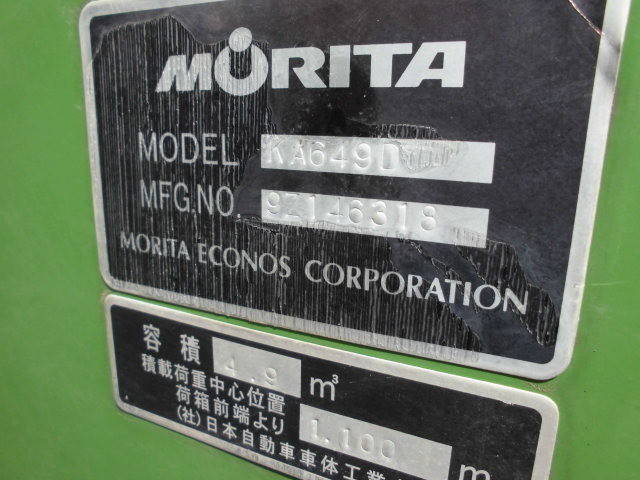 MORITA
MODEL KA649D
MFG.NO. 9Z146318
MORITA ECONOS CORPORATION
容積 4.9 m³
積載荷重中心位置
荷箱前端より 1.100 m
(社)日本自動車車体工業